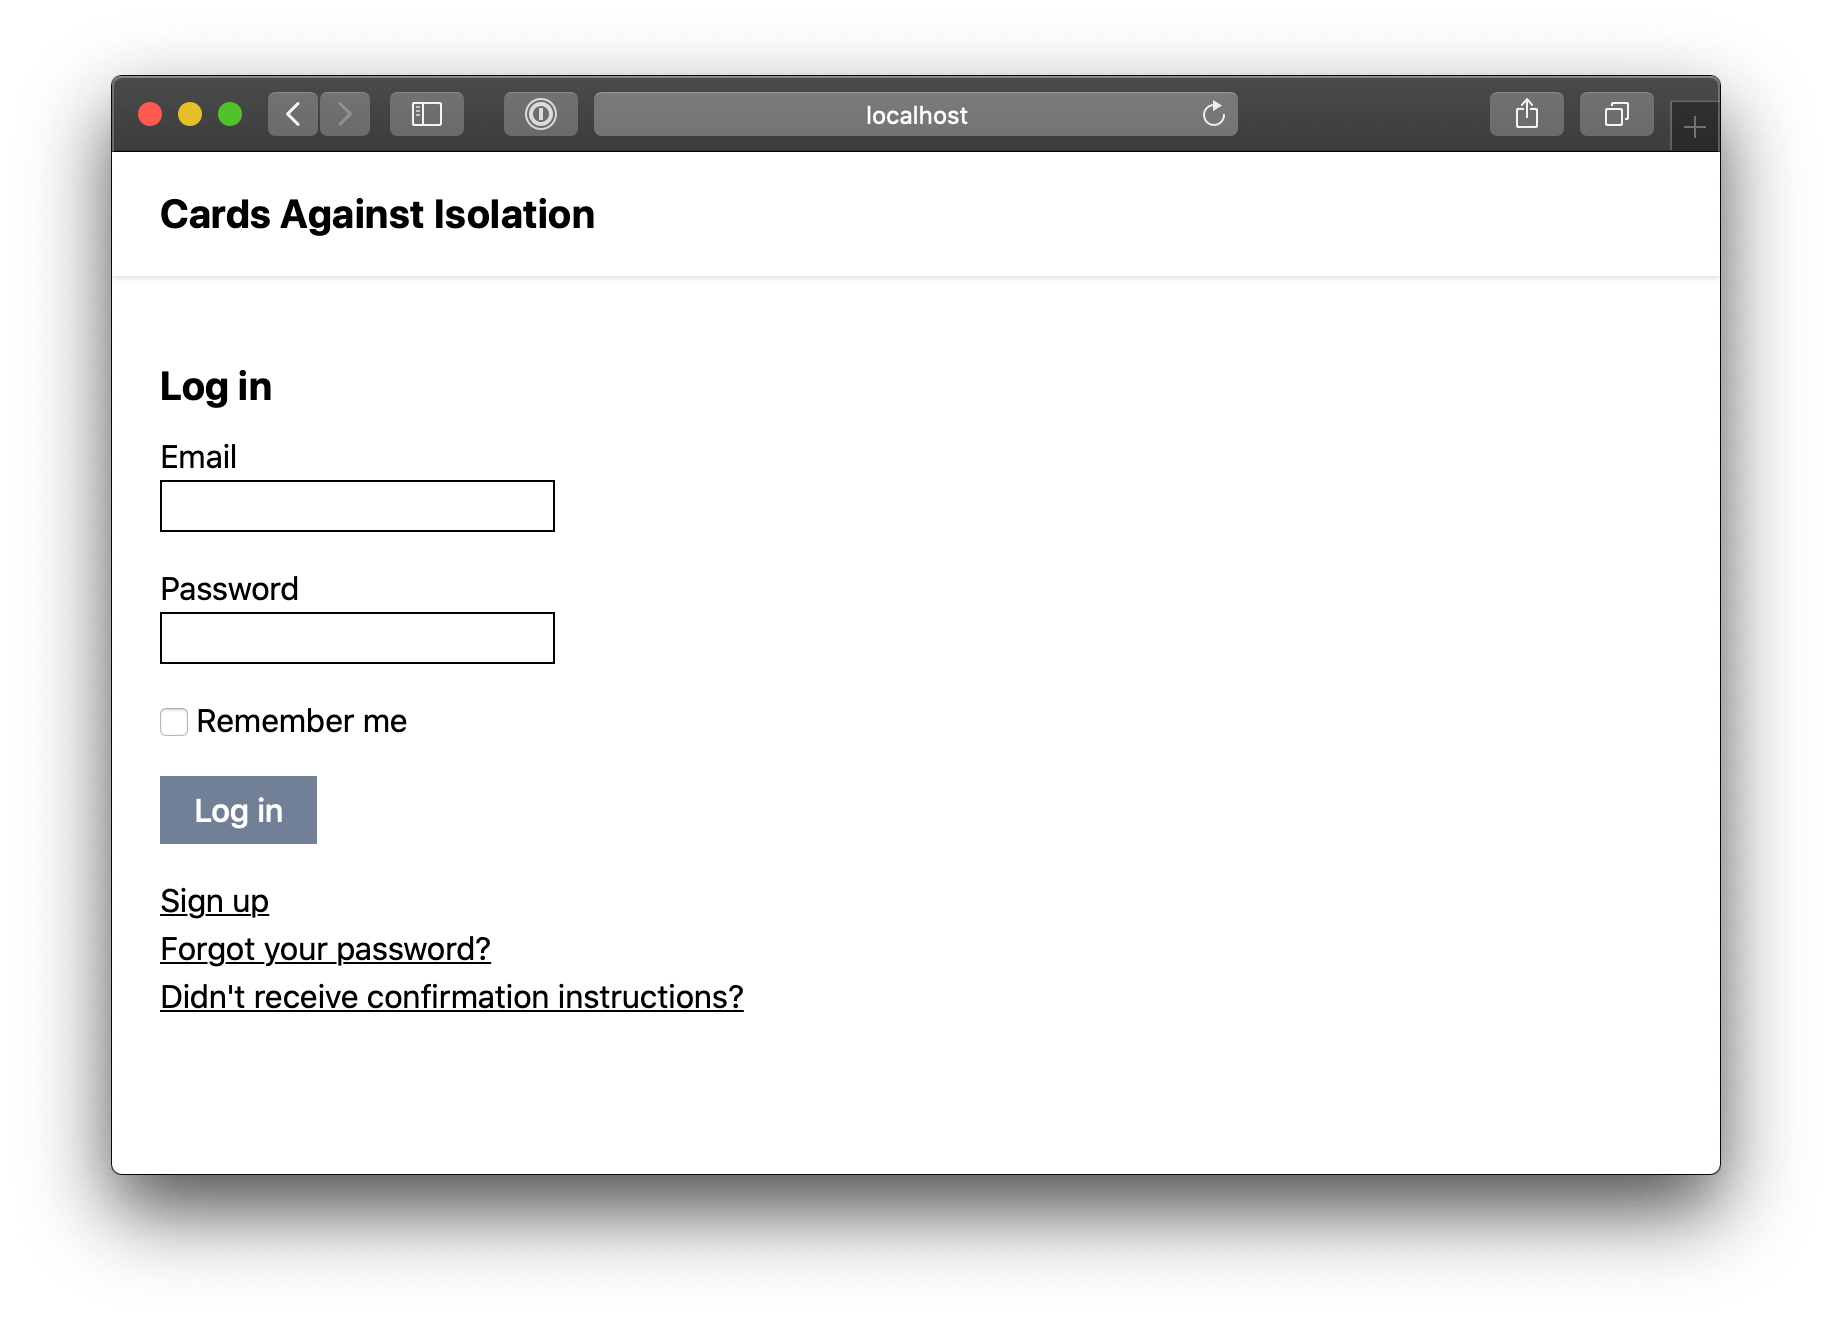 localhost
Cards Against Isolation
Log in
Email
Password
Remember me
Log in
Sign up
Forgot your password?
Didn't receive confirmation instructions?